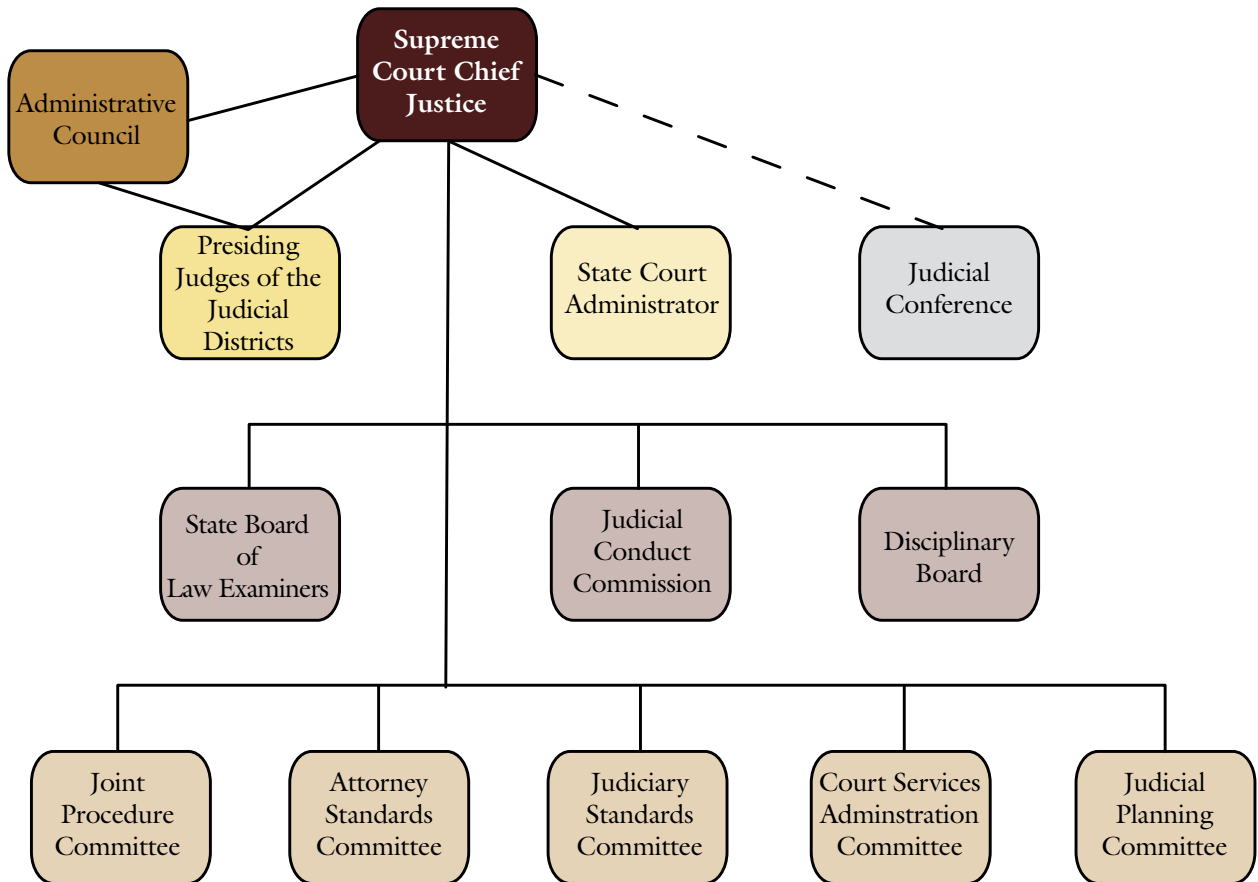 Supreme
Court Chief
Justice
Administrative
Council
Presiding
Judges of the
Judicial
Districts
State Court
Administrator
Judicial
Conference
State Board
of
Law Examiners
Judicial
Conduct
Commission
Disciplinary
Board
Joint
Procedure
Committee
Attorney
Standards
Committee
Judiciary
Standards
Committee
Court Services
Adminstration
Committee
Judicial
Planning
Committee